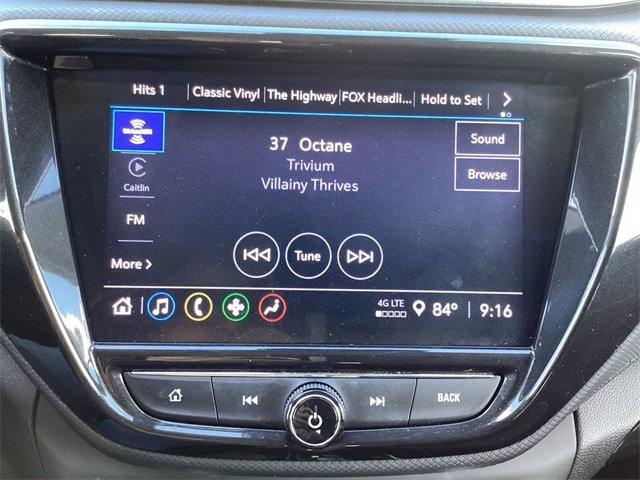 Hits 1 Classic Vinyl The Highway FOX Headli... Hold to Set
SiriusXM
37 Octane
Trivium
Villainy Thrives
Sound
Browse
Caitlin
FM
More
Tune
4G LTE
84°
9:16
BACK